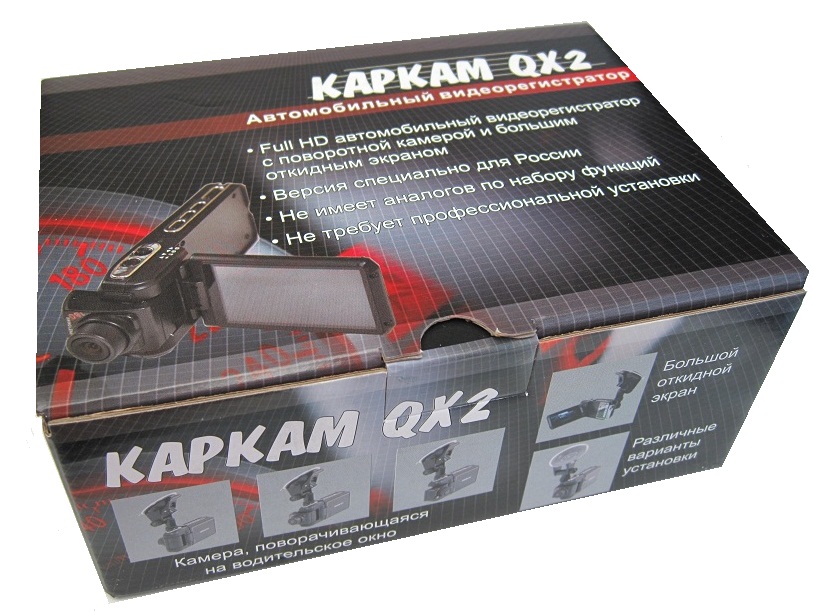 КАРКАМ QX2
Автомобильный видеорегистратор
• Full HD автомобильный видеорегистратор
с поворотной камерой и большим
откидным экраном
• Версия специально для России
• Не имеет аналогов по набору функций
• Не требует профессиональной установки
180
КАРКАМ QX2
Большой
откидной
экран
Различные
варианты
установки
Камера, поворачивающаяся
на водительское окно